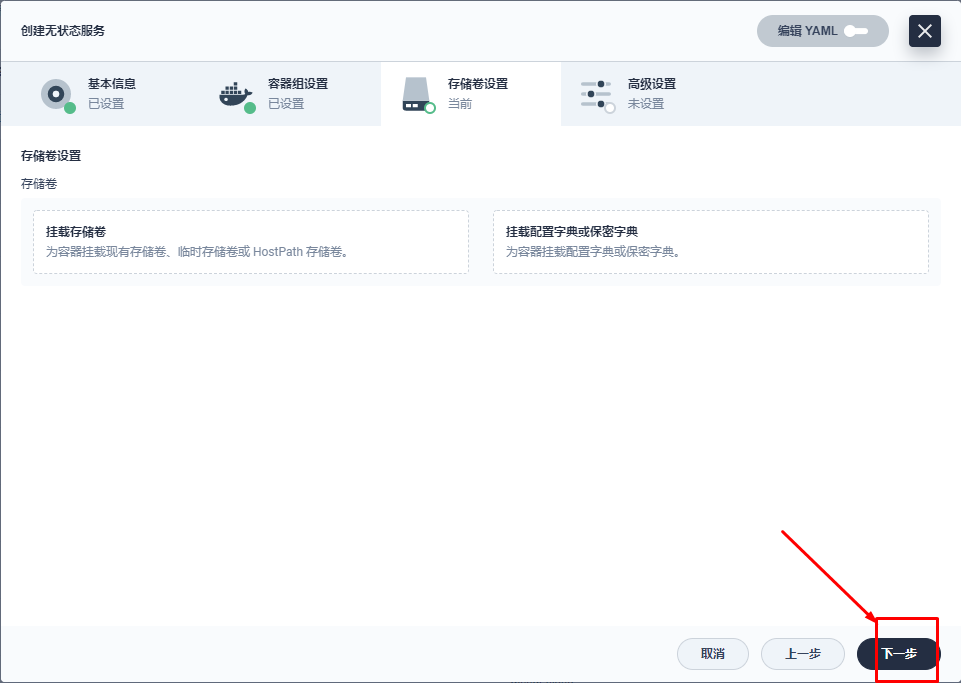 创建无状态服务
编辑 YAML
基本信息
已设置
容器组设置
已设置
存储卷设置
当前
高级设置
未设置
存储卷设置
存储卷
挂载存储卷
为容器挂载现有存储卷、临时存储卷或 HostPath 存储卷。
挂载配置字典或保密字典
为容器挂载配置字典或保密字典。
取消
上一步
下一步